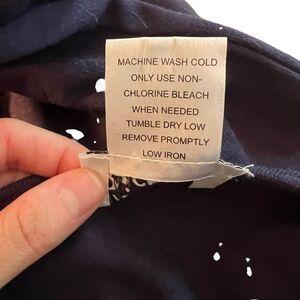 MACHINE WASH COLD
ONLY USE NON-
CHLORINE BLEACH
WHEN NEEDED
TUMBLE DRY LOW
REMOVE PROMPTLY
LOW IRON